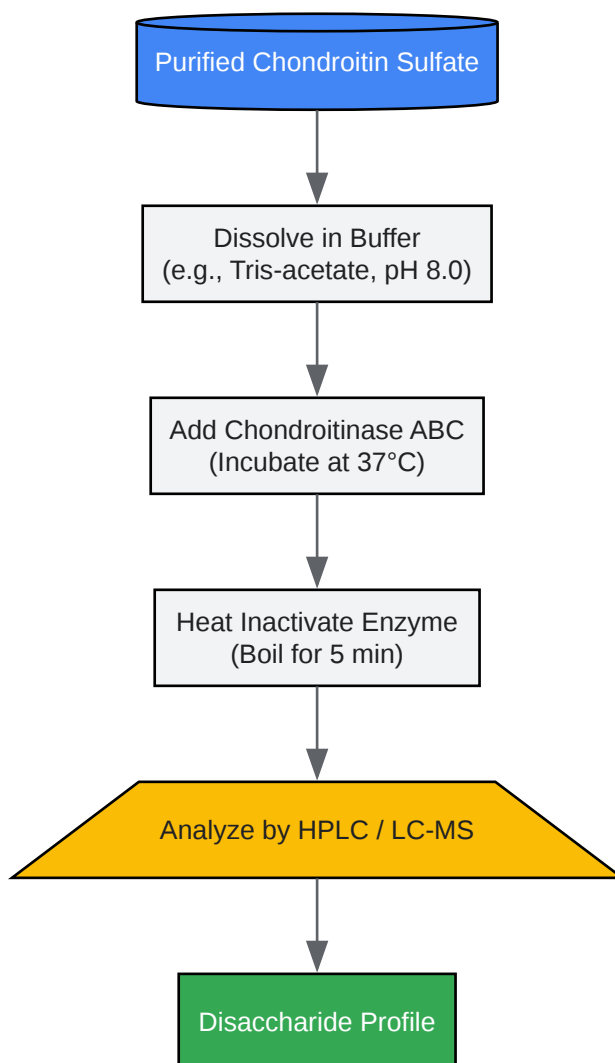 Purified Chondroitin Sulfate
Dissolve in Buffer
(e.g., Tris-acetate, pH 8.0)
Add Chondroitinase ABC
(Incubate at 37°C)
Heat Inactivate Enzyme
(Boil for 5 min)
Analyze by HPLC / LC-MS
Disaccharide Profile